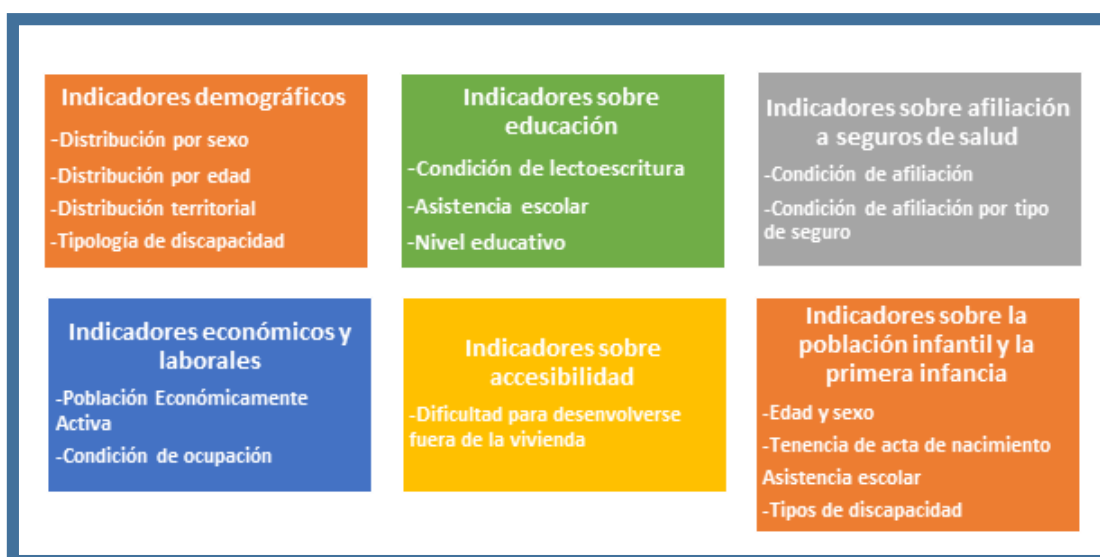 Indicadores demográficos
-Distribución por sexo
-Distribución por edad
-Distribución territorial
-Tipología de discapacidad
Indicadores sobre
educación
-Condición de lectoescritura
-Asistencia escolar
-Nivel educativo
Indicadores sobre afiliación
a seguros de salud
-Condición de afiliación
-Condición de afiliación por tipo
de seguro
Indicadores económicos y
laborales
-Población Económicamente
Activa
-Condición de ocupación
Indicadores sobre
accesibilidad
-Dificultad para desenvolverse
fuera de la vivienda
Indicadores sobre la
población infantil y la
primera infancia
-Edad y sexo
-Tenencia de acta de nacimiento
Asistencia escolar
-Tipos de discapacidad